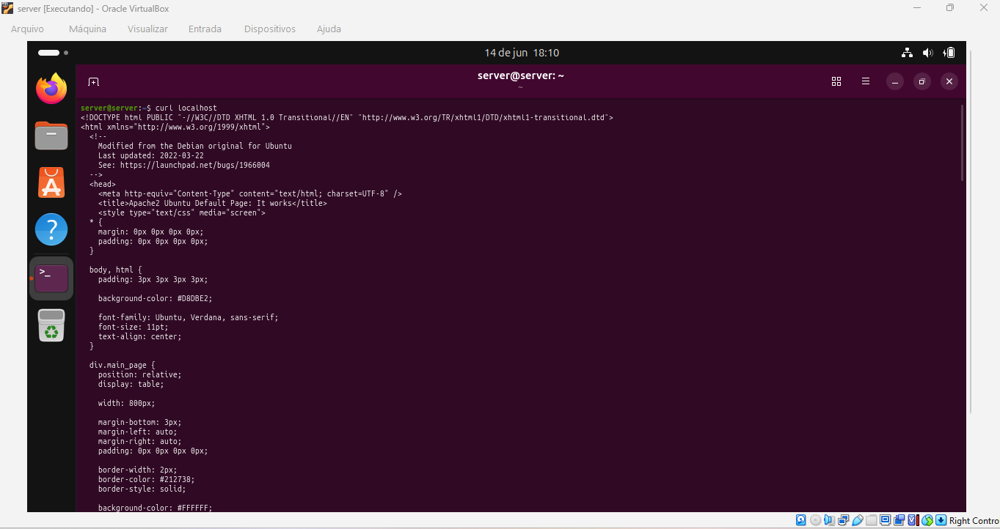 server [Executando] - Oracle VirtualBox
Arquivo Máquina Visualizar Entrada Dispositivos Ajuda
14 de jun 18:10
server@server: ~
~
server@server:~$ curl localhost
<!DOCTYPE html PUBLIC "-//W3C//DTD XHTML 1.0 Transitional//EN" "http://www.w3.org/TR/xhtml1/DTD/xhtml1-transitional.dtd">
<html xmlns="http://www.w3.org/1999/xhtml">
  <!--
    Modified from the Debian original for Ubuntu
    Last updated: 2022-03-22
    See: https://launchpad.net/bugs/1966004
  -->
  <head>
    <meta http-equiv="Content-Type" content="text/html; charset=UTF-8" />
    <title>Apache2 Ubuntu Default Page: It works</title>
    <style type="text/css" media="screen">
  * {
    margin: 0px 0px 0px 0px;
    padding: 0px 0px 0px 0px;
  }

  body, html {
    padding: 3px 3px 3px 3px;

    background-color: #D8DBE2;

    font-family: Ubuntu, Verdana, sans-serif;
    font-size: 11pt;
    text-align: center;
  }

  div.main_page {
    position: relative;
    display: table;

    width: 800px;

    margin-bottom: 3px;
    margin-left: auto;
    margin-right: auto;
    padding: 0px 0px 0px 0px;

    border-width: 2px;
    border-color: #212738;
    border-style: solid;

    background-color: #FFFFFF;
Right Contro